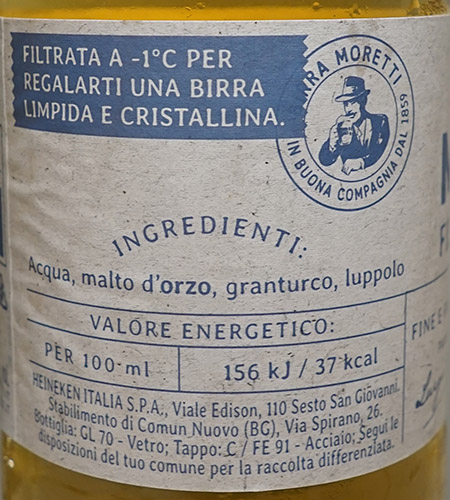 FILTRATA A -1°C PER
REGALARTI UNA BIRRA
LIMPIDA E CRISTALLINA.
BIRRA MORETTI
IN BUONA COMPAGNIA DAL 1859
INGREDIENTI:
Acqua, malto d'orzo, granturco, luppolo
VALORE ENERGETICO:
PER 100 ml
156 kJ / 37 kcal
HEINEKEN ITALIA S.P.A., Viale Edison, 110 Sesto San Giovanni.
Stabilimento di Comun Nuovo (BG), Via Spirano, 26.
Bottiglia: GL 70 - Vetro; Tappo: C / FE 91 - Acciaio; Segui le
disposizioni del tuo comune per la raccolta differenziata.
FINE E